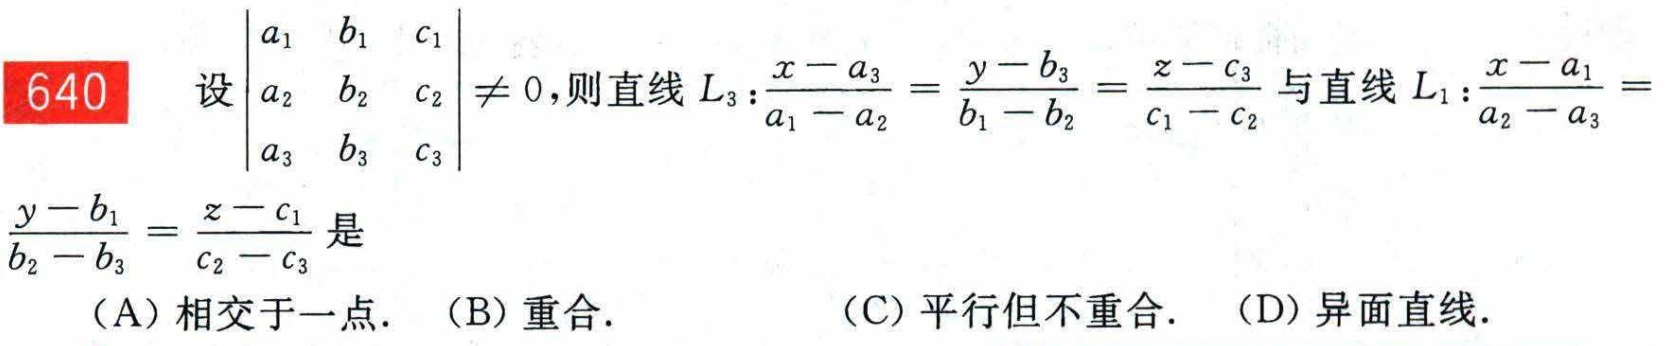 640 设 $\begin{vmatrix} a_1 & b_1 & c_1 \\ a_2 & b_2 & c_2 \\ a_3 & b_3 & c_3 \end{vmatrix} \neq 0$,则直线 $L_3:\frac{x-a_3}{a_1-a_2}=\frac{y-b_3}{b_1-b_2}=\frac{z-c_3}{c_1-c_2}$ 与直线 $L_1:\frac{x-a_1}{a_2-a_3}=$
$\frac{y-b_1}{b_2-b_3}=\frac{z-c_1}{c_2-c_3}$ 是
(A) 相交于一点. (B) 重合. (C) 平行但不重合. (D) 异面直线.